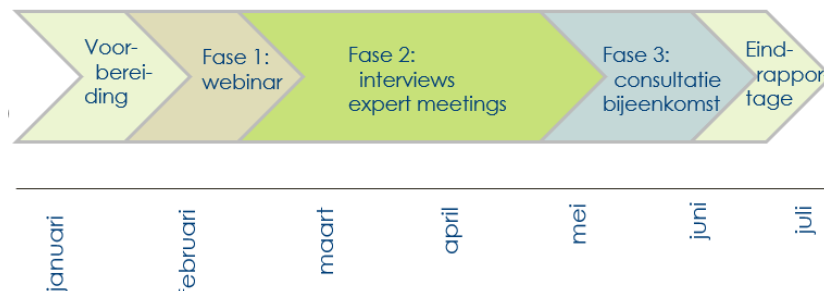 Voor-
berei-
ding
Fase 1:
webinar
Fase 2:
interviews
expert meetings
Fase 3:
consultatie
bijeenkomst
Eind-
rappor
tage
januari
februari
maart
april
mei
juni
juli